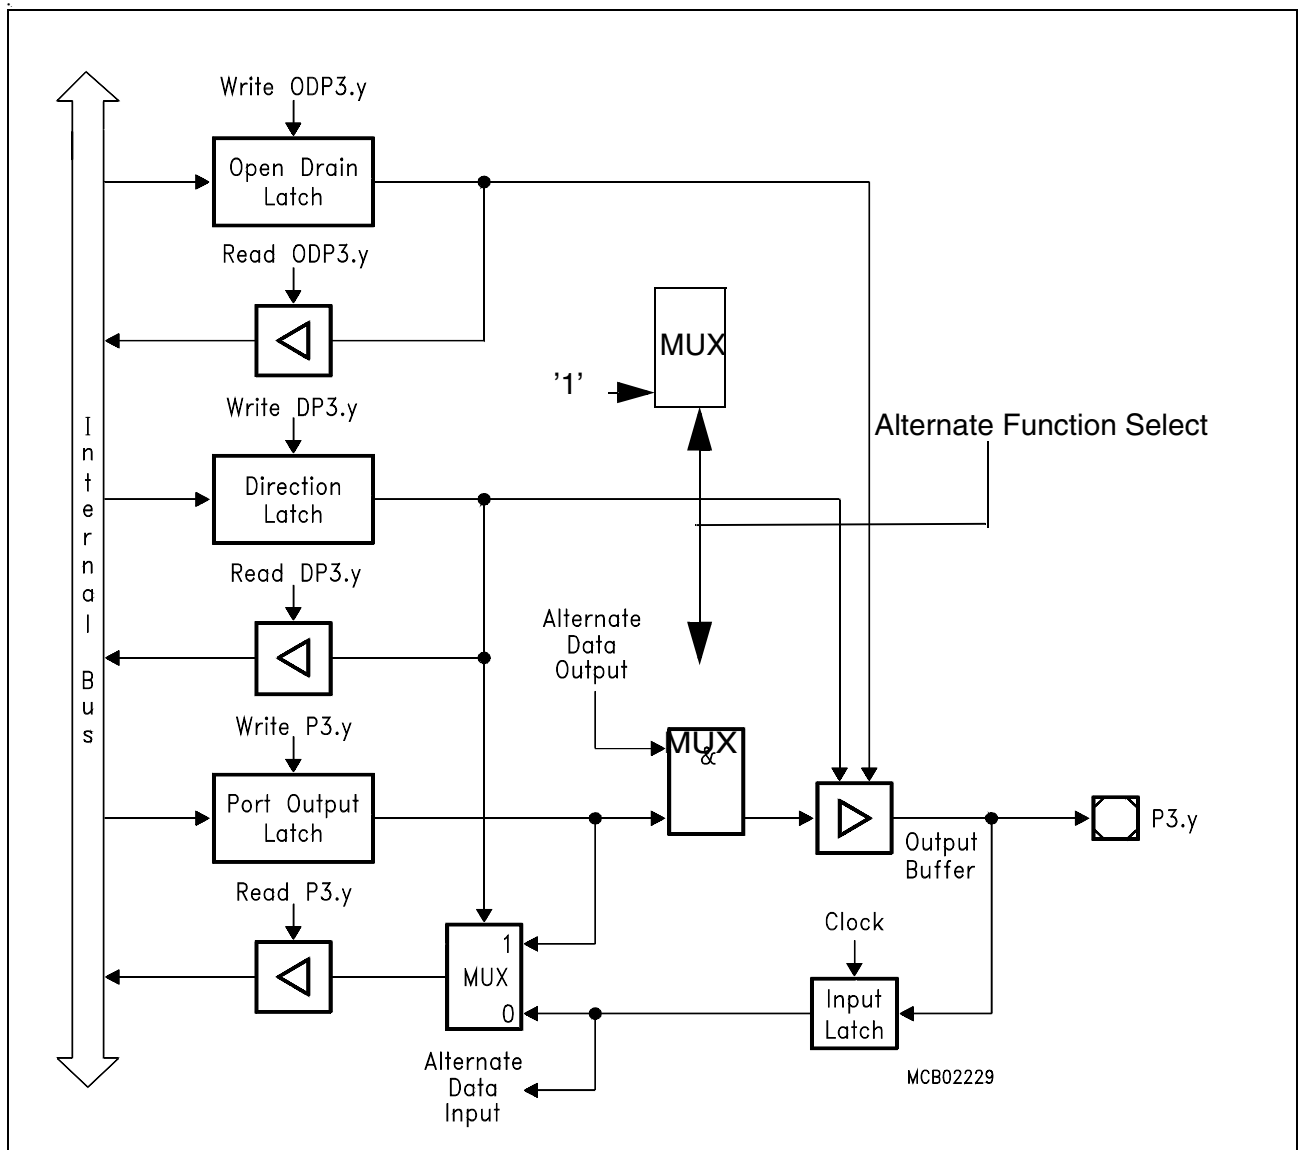 Write ODP3.y
Open Drain
Latch
Read ODP3.y
MUX
'1'
Write DP3.y
Alternate Function Select
Internal Bus
Direction
Latch
Read DP3.y
Alternate
Data
Output
Write P3.y
MUX
&
Port Output
Latch
P3.y
Output
Buffer
Read P3.y
Clock
1
MUX
0
Input
Latch
Alternate
Data
Input
MCB02229